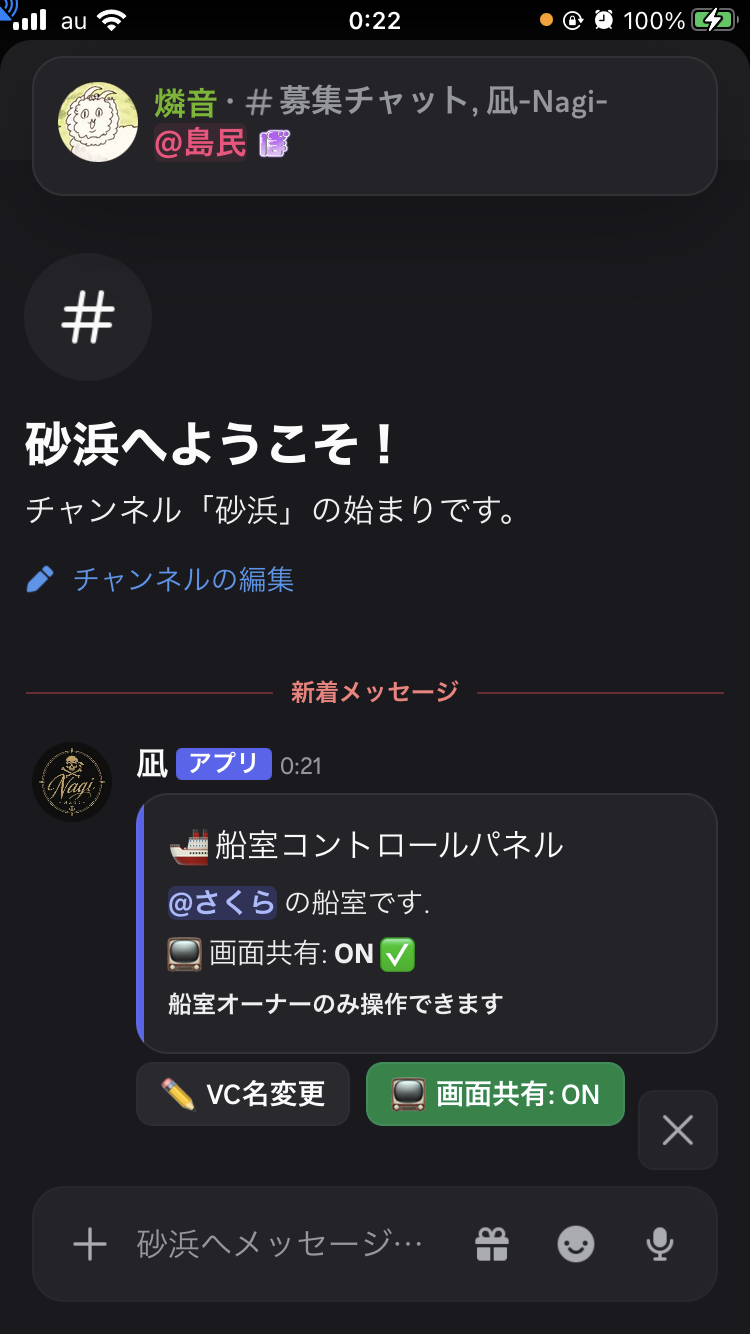 au 0:22 100%
燐音 · # 募集チャット, 凪-Nagi-
@島民
砂浜へようこそ！
チャンネル「砂浜」の始まりです。
チャンネルの編集
新着メッセージ
Nagi
凪 アプリ 0:21
船室コントロールパネル
@さくら の船室です.
画面共有: ON
船室オーナーのみ操作できます
VC名変更 画面共有: ON
砂浜へメッセージ…